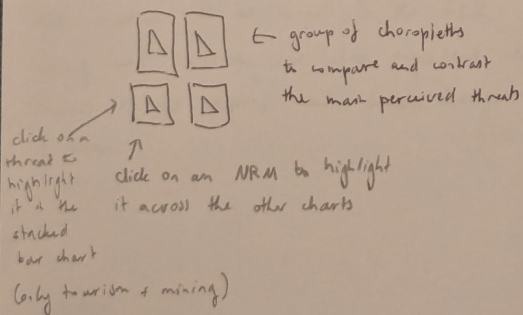 ← group of choropleths
to compare and contrast
the main perceived threats
click on a
threat to
highlight
it in the
stacked
bar chart
(only tourism + mining)
click on an NRM to highlight
it across the other charts